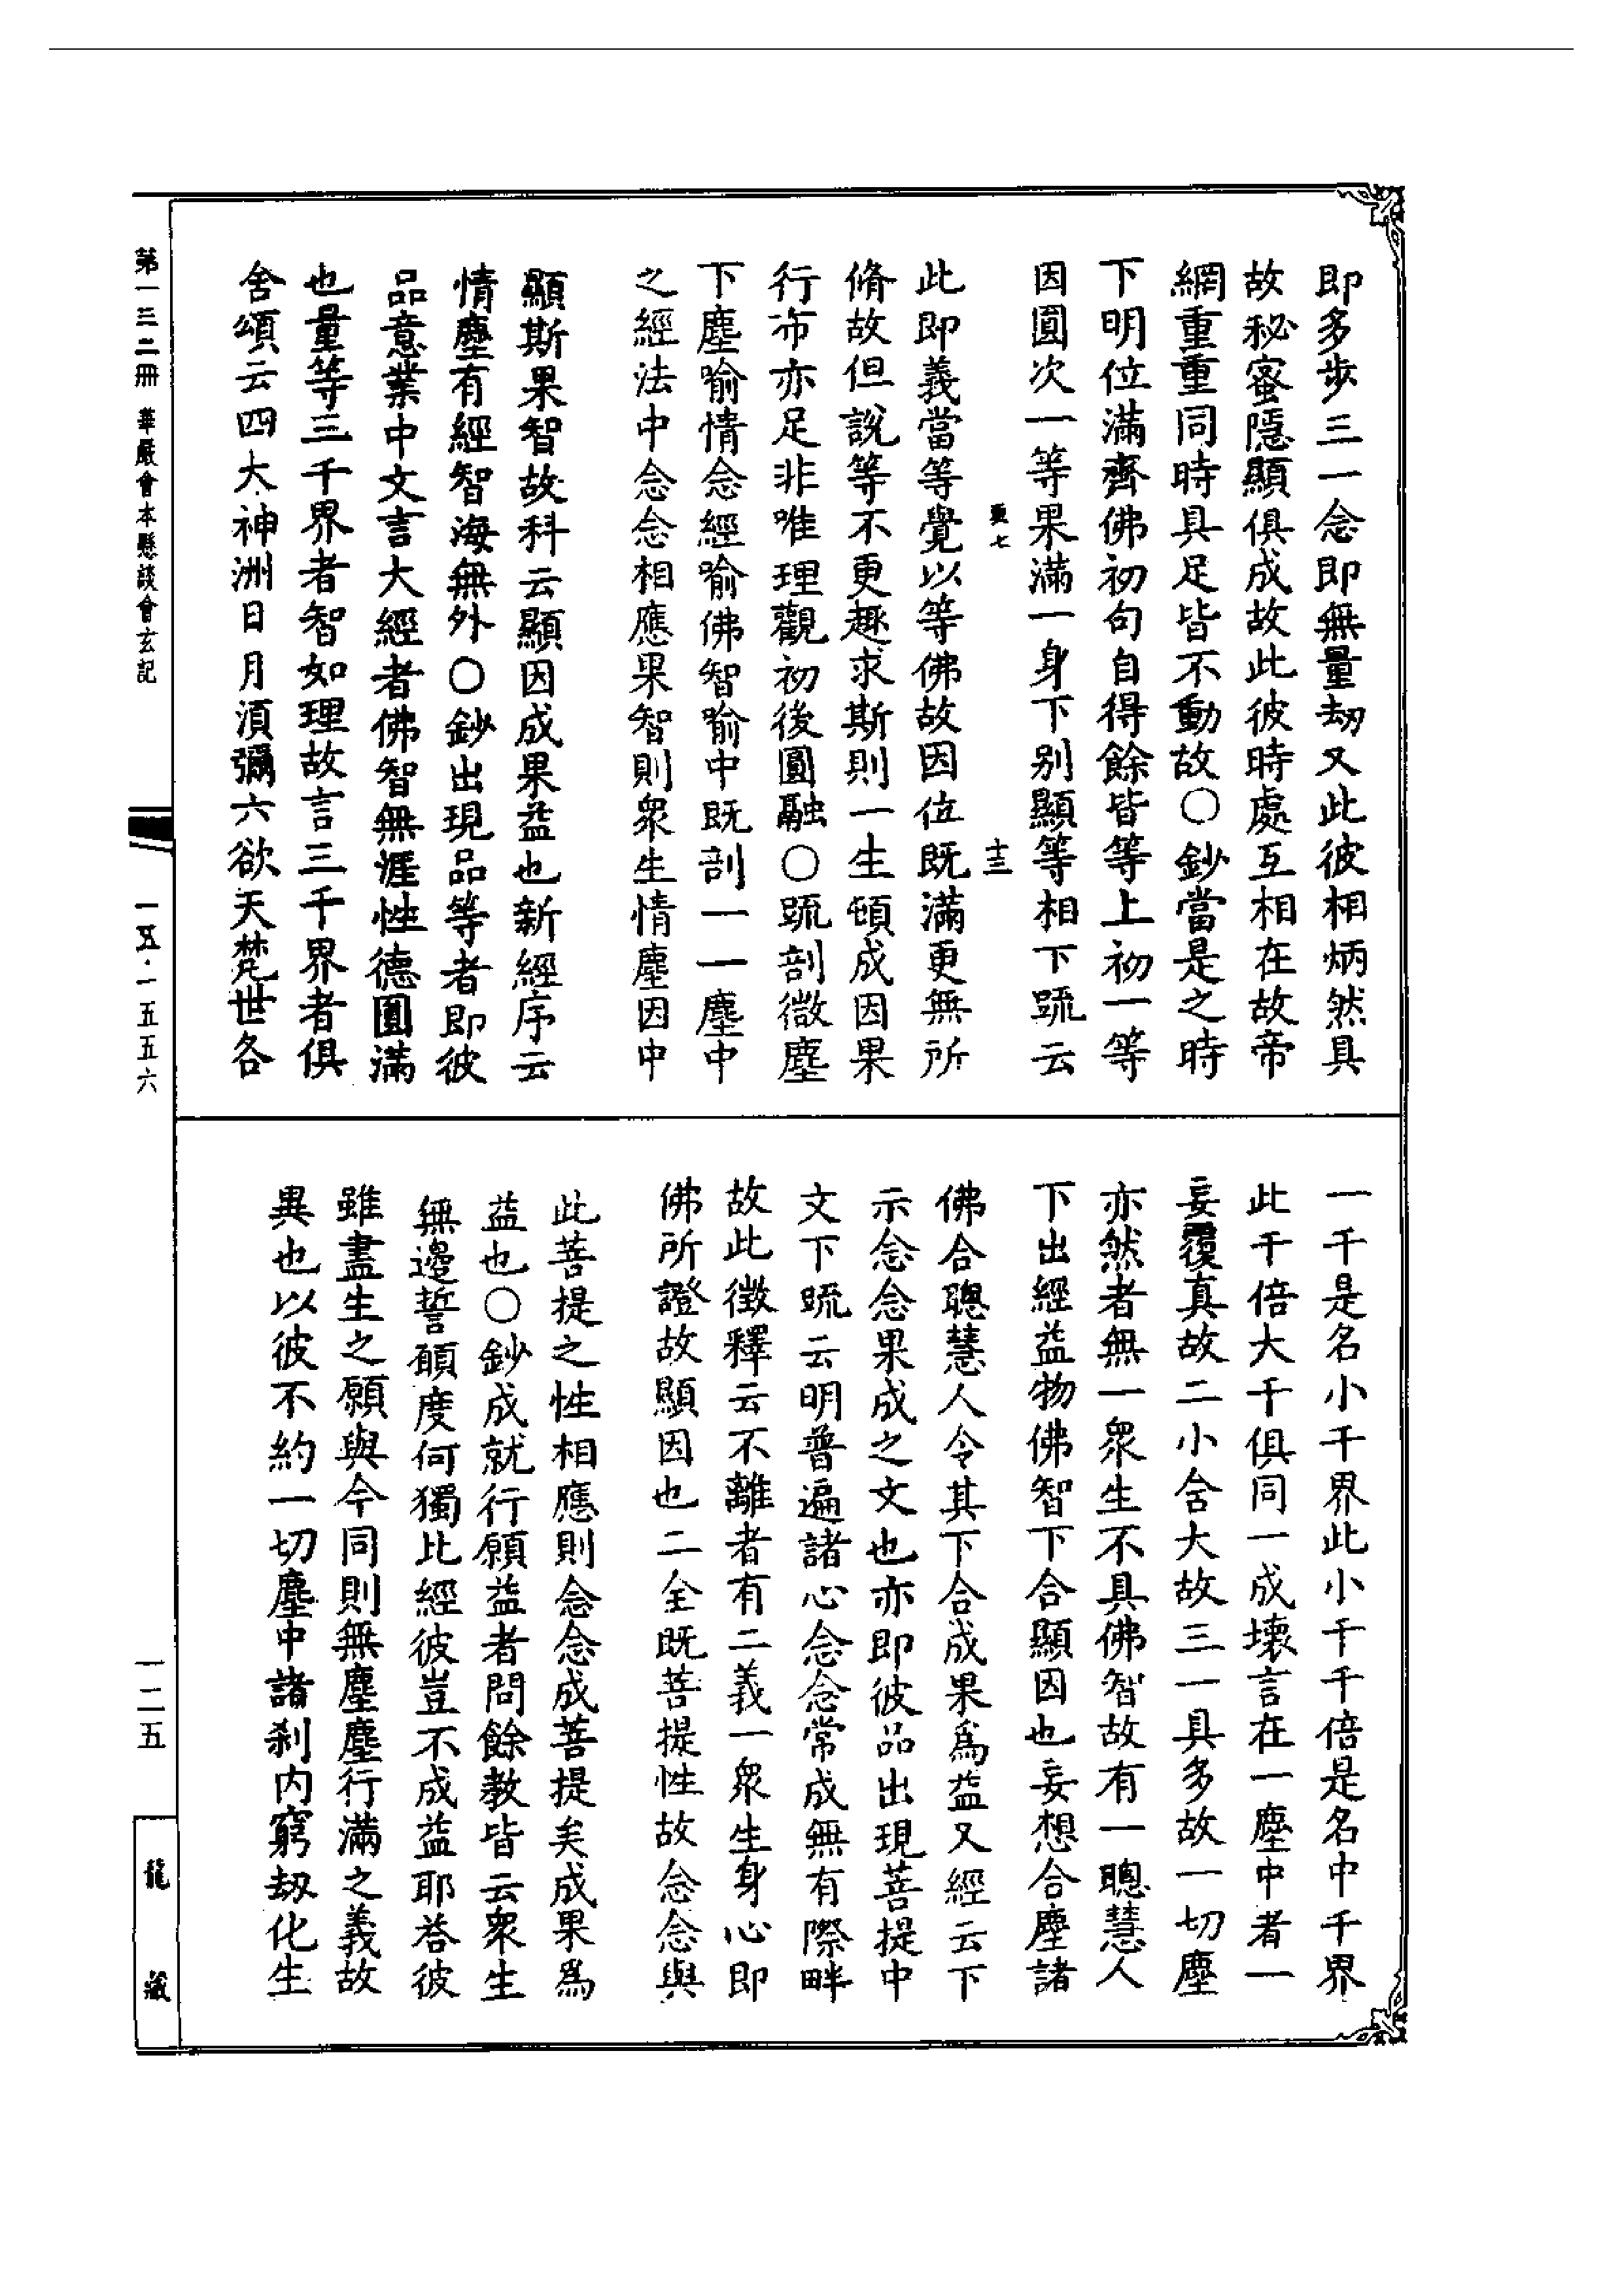 即多步三一念即無量劫又此彼相炳然具
故秘蜜隱顯俱成故此彼時處互相在故帝
網重重同時具足皆不動故○鈔當是之時
下明位滿齊佛初句自得餘皆等上初一等
因圓次一等果滿一身下别顯等相下䟽云
更七 十三
此即義當等覺以等佛故因位既滿更無所
脩故但說等不更趣求斯則一生頓成因果
行布亦足非唯理觀初後圓融○䟽剖微塵
下塵喻情念經喻佛智喻中既剖一一塵中
之經法中念念相應果智則衆生情塵因中
顯斯果智故科云顯因成果益也新經序云
情塵有經智海無外○鈔出現品等者即彼
品意業中文言大經者佛智無涯性德圓滿
也量等三千界者智如理故言三千界者俱
舍頌云四大神洲日月須彌六欲天梵世各
一千是名小千界此小千千倍是名中千界
此千倍大千俱同一成壞言在一塵中者一
妄覆真故二小含大故三一具多故一切塵
亦然者無一衆生不具佛智故有一聰慧人
下出經益物佛智下合顯因也妄想合塵諸
佛合聰慧人令其下合成果爲益又經云下
示念念果成之文也亦即彼品出現菩提中
文下䟽云明普遍諸心念念常成無有際畔
故此徵釋云不離者有二義一衆生身心即
佛所證故顯因也二全既菩提性故念念與
此菩提之性相應則念念成菩提矣成果爲
益也○鈔成就行願益者問餘教皆云衆生
無邊誓願度何獨比經彼豈不成益耶荅彼
雖盡生之願與今同則無塵塵行滿之義故
異也以彼不約一切塵中諸刹内窮劫化生
第一三二冊 華嚴會本懸談會玄記
一五·一五五六
一二五
龍藏